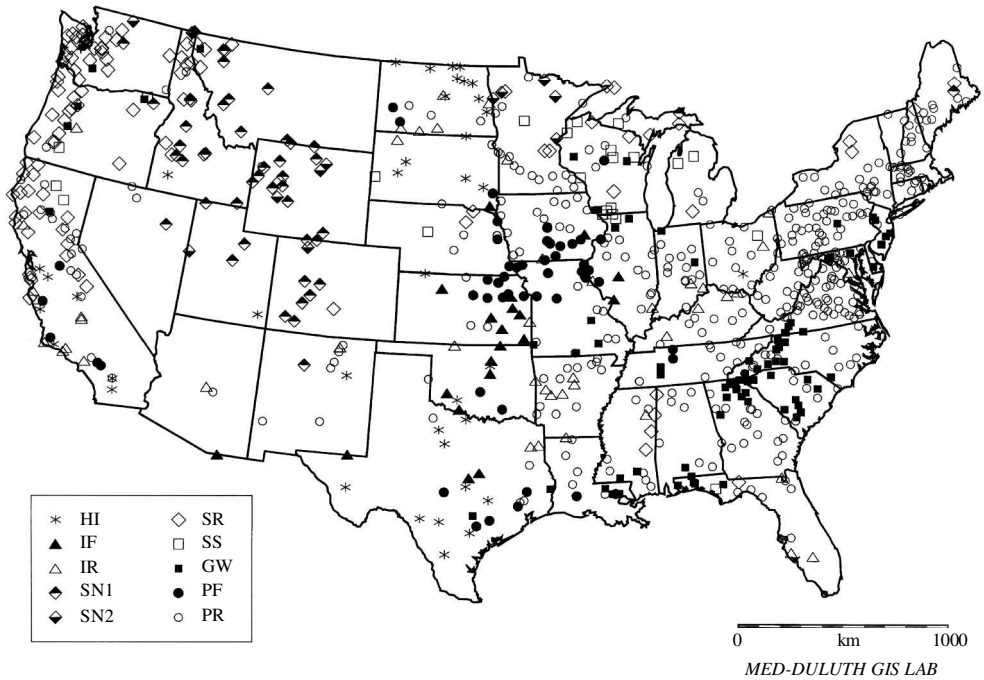 HI
IF
IR
SN1
SN2
SR
SS
GW
PF
PR
0 km 1000
MED-DULUTH GIS LAB